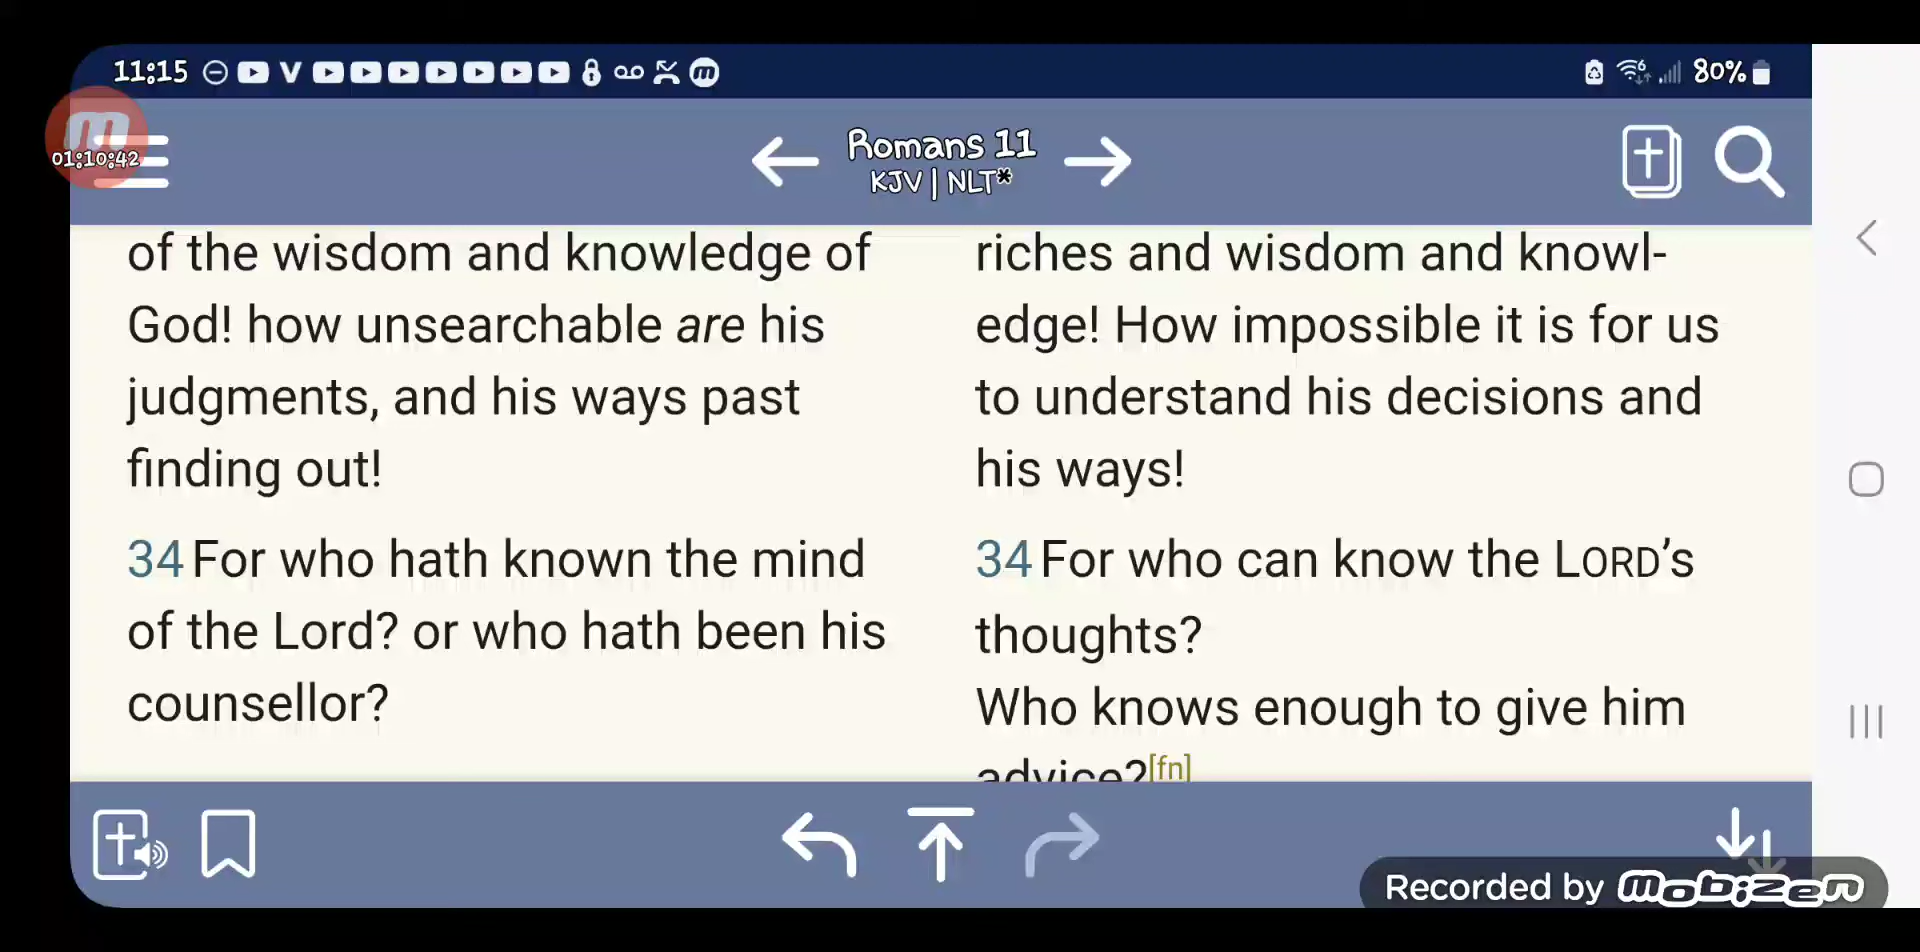 11:15
80%
01:10:42
Romans 11
KJV | NLT*
of the wisdom and knowledge of
God! how unsearchable are his
judgments, and his ways past
finding out!
34 For who hath known the mind
of the Lord? or who hath been his
counsellor?
riches and wisdom and knowl-
edge! How impossible it is for us
to understand his decisions and
his ways!
34 For who can know the LORD’s
thoughts?
Who knows enough to give him
advice?[fn]
Recorded by Mobizen